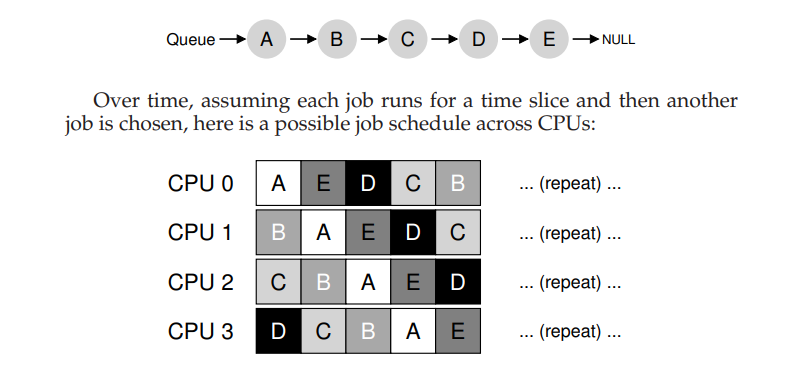 Queue A B C D E NULL
Over time, assuming each job runs for a time slice and then another
job is chosen, here is a possible job schedule across CPUs:
CPU 0 A E D C B ... (repeat) ...
CPU 1 B A E D C ... (repeat) ...
CPU 2 C B A E D ... (repeat) ...
CPU 3 D C B A E ... (repeat) ...